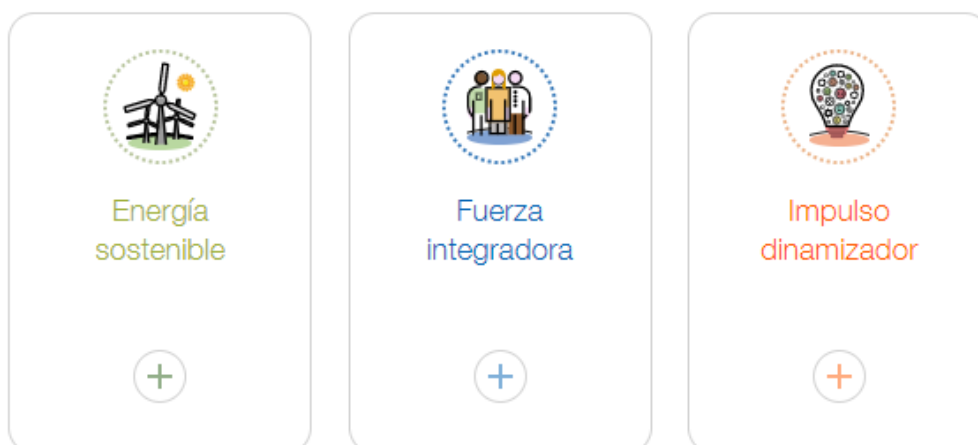 Energía
sostenible
Fuerza
integradora
Impulso
dinamizador
+
+
+